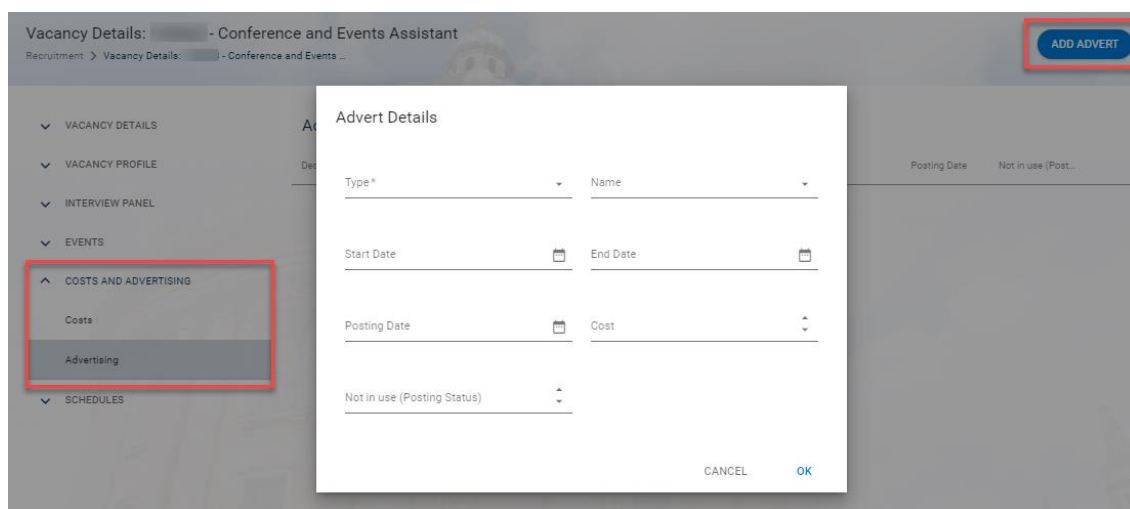 Vacancy Details: - Conference and Events Assistant
Recruitment > Vacancy Details: - Conference and Events ...
ADD ADVERT
VACANCY DETAILS
VACANCY PROFILE
INTERVIEW PANEL
EVENTS
COSTS AND ADVERTISING
Costs
Advertising
SCHEDULES
Advert Details
Type*
Name
Start Date
End Date
Posting Date
Cost
Not in use (Posting Status)
CANCEL OK
Posting Date Not in use (Post...